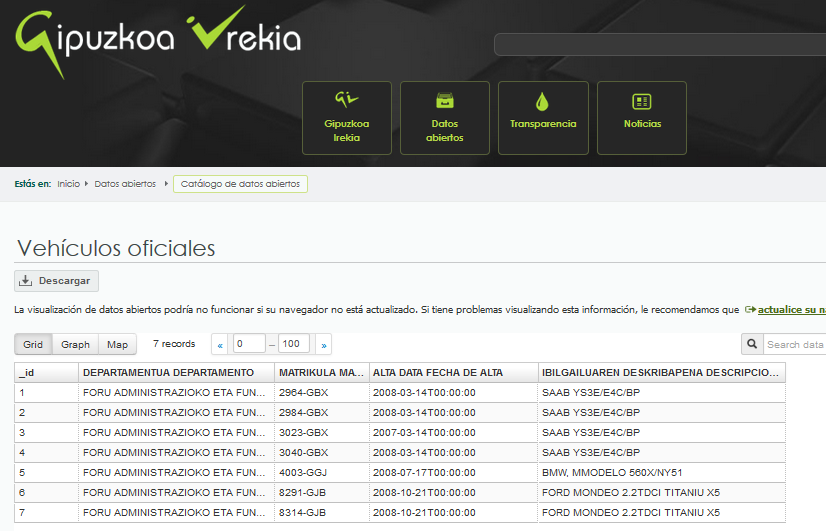 Gipuzkoa Irekia
Gipuzkoa Irekia
Datos abiertos
Transparencia
Noticias
Estás en: Inicio Datos abiertos Catálogo de datos abiertos
Vehículos oficiales
Descargar
La visualización de datos abiertos podría no funcionar si su navegador no está actualizado. Si tiene problemas visualizando esta información, le recomendamos que actualice su n
Grid Graph Map 7 records « 0 – 100 » Search data
_id DEPARTAMENTUA DEPARTAMENTO MATRIKULA MA... ALTA DATA FECHA DE ALTA IBILGAILUAREN DESKRIBAPENA DESCRIPCIO...
1 FORU ADMINISTRAZIOKO ETA FUN... 2964-GBX 2008-03-14T00:00:00 SAAB YS3E/E4C/BP
2 FORU ADMINISTRAZIOKO ETA FUN... 2984-GBX 2008-03-14T00:00:00 SAAB YS3E/E4C/BP
3 FORU ADMINISTRAZIOKO ETA FUN... 3023-GBX 2007-03-14T00:00:00 SAAB YS3E/E4C/BP
4 FORU ADMINISTRAZIOKO ETA FUN... 3040-GBX 2008-03-14T00:00:00 SAAB YS3E/E4C/BP
5 FORU ADMINISTRAZIOKO ETA FUN... 4003-GGJ 2008-07-17T00:00:00 BMW, MMODELO 560X/NY51
6 FORU ADMINISTRAZIOKO ETA FUN... 8291-GJB 2008-10-21T00:00:00 FORD MONDEO 2.2TDCI TITANIU X5
7 FORU ADMINISTRAZIOKO ETA FUN... 8314-GJB 2008-10-21T00:00:00 FORD MONDEO 2.2TDCI TITANIU X5